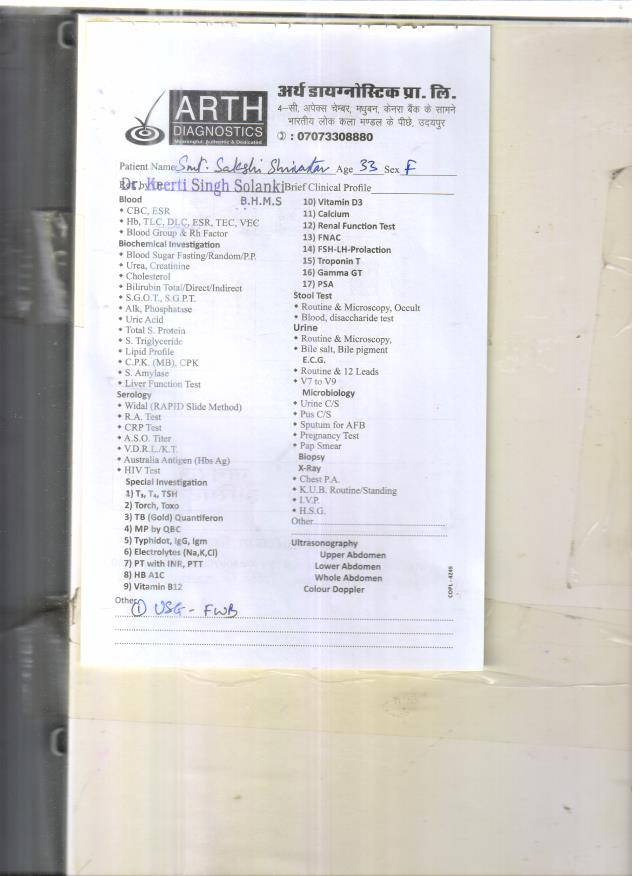 ARTH
DIAGNOSTICS
Meaningful, Authentic & Dedicated
अर्थ डायग्नोस्टिक प्रा. लि.
4-सी, अपेक्स चेम्बर, मधुबन, केनरा बैंक के सामने
भारतीय लोक कला मण्डल के पीछे, उदयपुर
: 07073308880
Patient Name Smt. Sakshi Age 33 Sex F
Dr. Keerti Singh Solanki Brief Clinical Profile
B.H.M.S
Blood
CBC, ESR
Hb, TLC, DLC, ESR, TEC, VEC
Blood Group & Rh Factor
Biochemical Investigation
Blood Sugar Fasting/Random/P.P.
Urea, Creatinine
Cholesterol
Bilirubin Total/Direct/Indirect
S.G.O.T., S.G.P.T.
Alk, Phosphatase
Uric Acid
Total S. Protein
S. Triglyceride
Lipid Profile
C.P.K. (MB), CPK
S. Amylase
Liver Function Test
Serology
Widal (RAPID Slide Method)
R.A. Test
CRP Test
A.S.O. Titer
V.D.R.L./K.T.
Australia Antigen (Hbs Ag)
HIV Test
Special Investigation
1) T₃, T₄, TSH
2) Torch, Toxo
3) TB (Gold) Quantiferon
4) MP by QBC
5) Typhidot, IgG, Igm
6) Electrolytes (Na,K,Cl)
7) PT with INR, PTT
8) HB A1C
9) Vitamin B12
10) Vitamin D3
11) Calcium
12) Renal Function Test
13) FNAC
14) FSH-LH-Prolaction
15) Troponin T
16) Gamma GT
17) PSA
Stool Test
Routine & Microscopy, Occult
Blood, disaccharide test
Urine
Routine & Microscopy,
Bile salt, Bile pigment
E.C.G.
Routine & 12 Leads
V7 to V9
Microbiology
Urine C/S
Pus C/S
Sputum for AFB
Pregnancy Test
Pap Smear
Biopsy
X-Ray
Chest P.A.
K.U.B. Routine/Standing
I.V.P.
H.S.G.
Other
Ultrasonography
Upper Abdomen
Lower Abdomen
Whole Abdomen
Colour Doppler
COPL-4246
Other
① USG - FWB